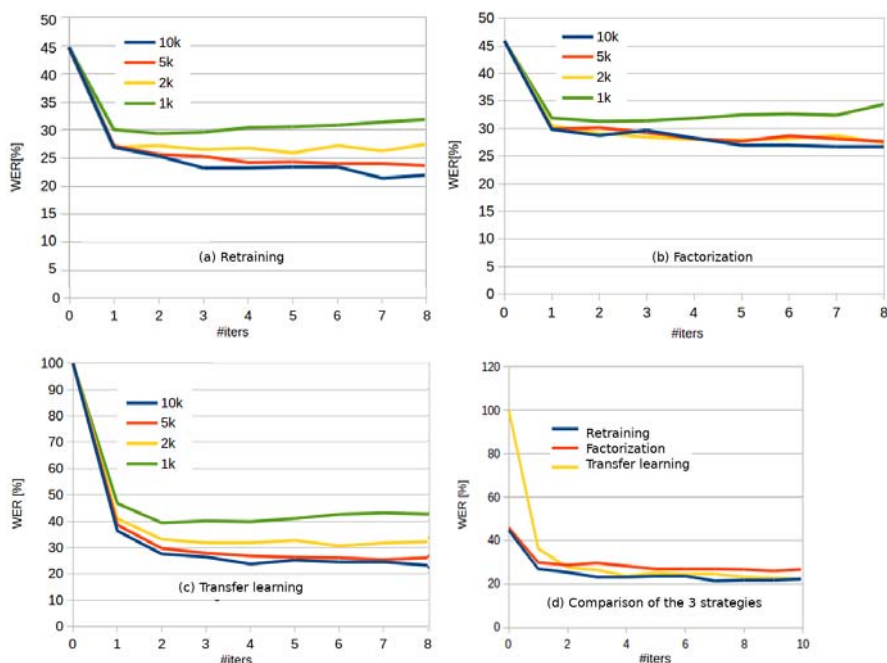 50
45
40
35
30
25
20
15
10
5
0
WER[%]
10k
5k
2k
1k
(a) Retraining
0 1 2 3 4 5 6 7 8
#iters
50
45
40
35
30
25
20
15
10
5
0
WER[%]
10k
5k
2k
1k
(b) Factorization
0 1 2 3 4 5 6 7 8
#iters
100
90
80
70
60
50
40
30
20
10
0
WER [%]
10k
5k
2k
1k
(c) Transfer learning
0 1 2 3 4 5 6 7 8
#iters
120
100
80
60
40
20
0
WER [%]
Retraining
Factorization
Transfer learning
(d) Comparison of the 3 strategies
0 2 4 6 8 10
#iters